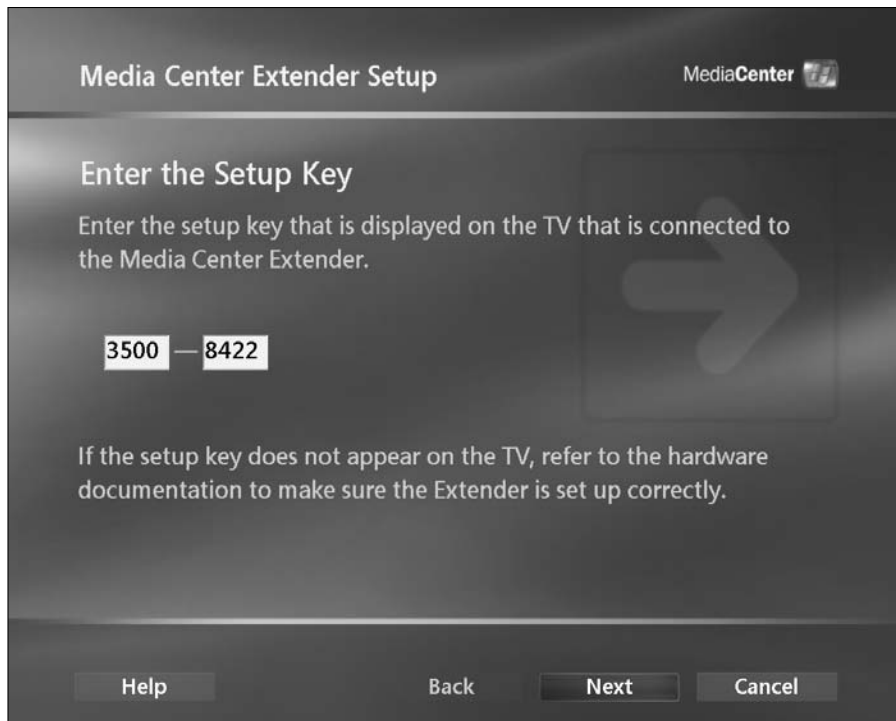 Media Center Extender Setup
MediaCenter
Enter the Setup Key
Enter the setup key that is displayed on the TV that is connected to
the Media Center Extender.
3500 — 8422
If the setup key does not appear on the TV, refer to the hardware
documentation to make sure the Extender is set up correctly.
Help Back Next Cancel